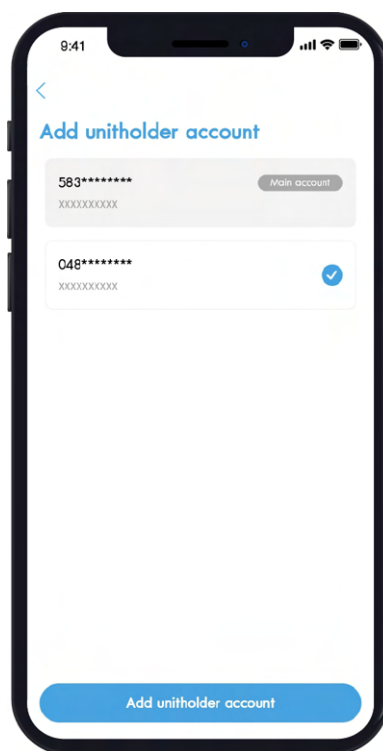 9:41
Add unitholder account
583********
Main account
xxxxxxxxxx
048********
xxxxxxxxxx
Add unitholder account